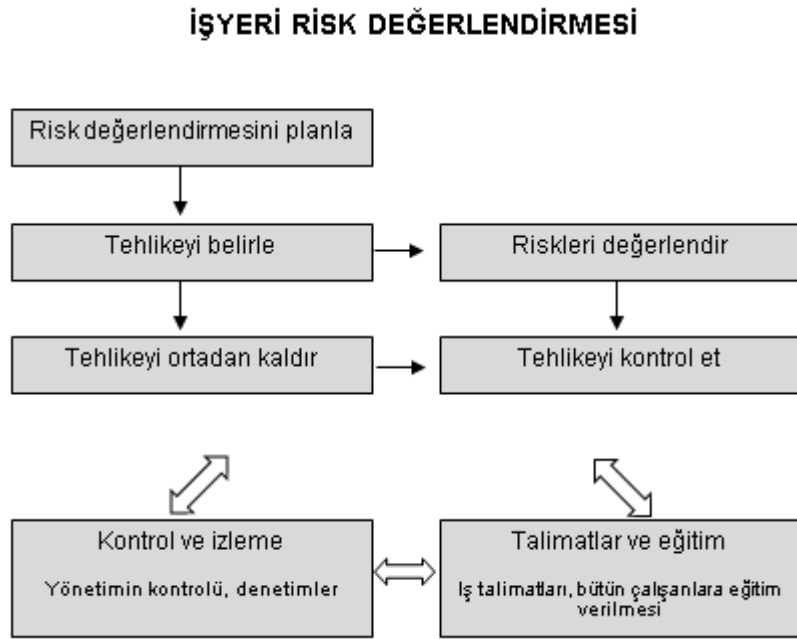 İŞYERİ RİSK DEĞERLENDİRMESİ
Risk değerlendirmesini planla
Tehlikeyi belirle
Riskleri değerlendir
Tehlikeyi ortadan kaldır
Tehlikeyi kontrol et
Kontrol ve izleme
Yönetimin kontrolü, denetimler
Talimatlar ve eğitim
Iş talimatları, bütün çalışanlara eğitim
verilmesi